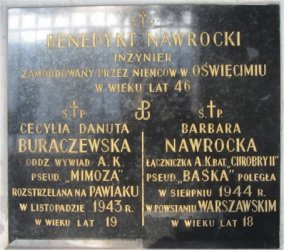 Ś † P
BENEDYKT NAWROCKI
INŻYNIER
ZAMORDOWANY PRZEZ NIEMCÓW W OŚWIĘCIMIU
W WIEKU LAT 46
Ś † P.
CECYLIA DANUTA
BURACZEWSKA
ODDZ. WYWIAD. A.K.
PSEUD. „MIMOZA”
ROZSTRZELANA NA PAWIAKU
W LISTOPADZIE 1943 R.
W WIEKU LAT 19
Ś. † P.
BARBARA
NAWROCKA
ŁĄCZNICZKA A.K. BAT. „CHROBRY II”
PSEUD. „BAŚKA” POLEGŁA
W SIERPNIU 1944 R.
W POWSTANIU WARSZAWSKIM
W WIEKU LAT 18